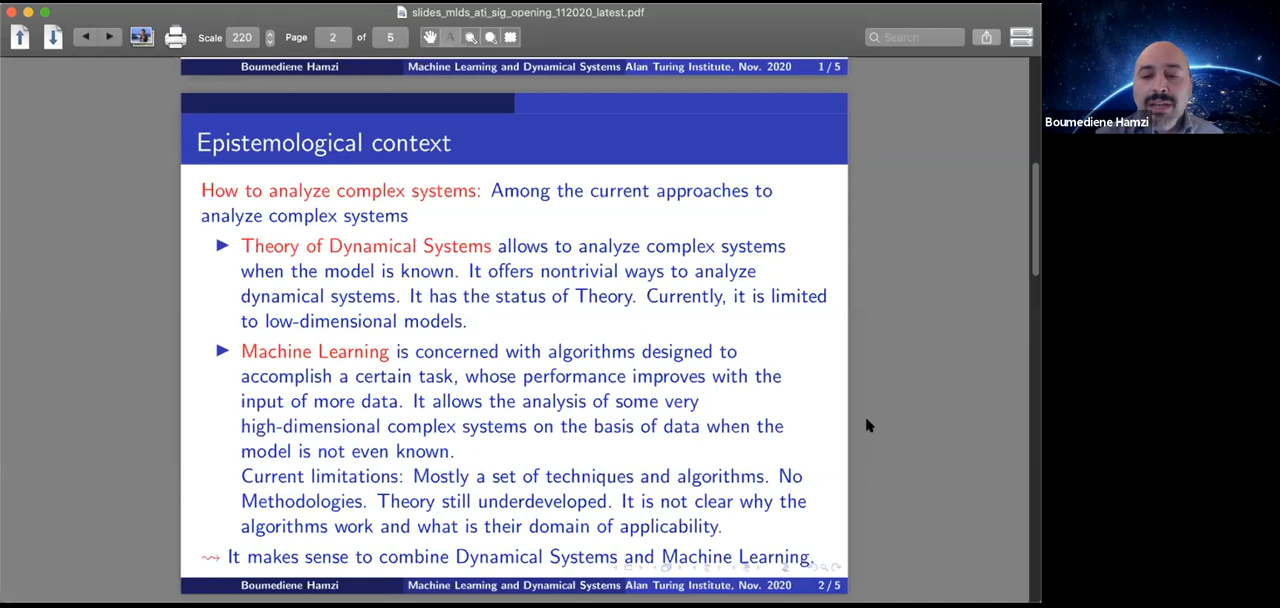 slides_mlds_ati_sig_opening_112020_latest.pdf
Scale 220 Page 2 of 5 Search
Boumediene Hamzi Machine Learning and Dynamical Systems Alan Turing Institute, Nov. 2020 1 / 5
Boumediene Hamzi
Epistemological context
How to analyze complex systems: Among the current approaches to
analyze complex systems
Theory of Dynamical Systems allows to analyze complex systems
when the model is known. It offers nontrivial ways to analyze
dynamical systems. It has the status of Theory. Currently, it is limited
to low-dimensional models.
Machine Learning is concerned with algorithms designed to
accomplish a certain task, whose performance improves with the
input of more data. It allows the analysis of some very
high-dimensional complex systems on the basis of data when the
model is not even known.
Current limitations: Mostly a set of techniques and algorithms. No
Methodologies. Theory still underdeveloped. It is not clear why the
algorithms work and what is their domain of applicability.
It makes sense to combine Dynamical Systems and Machine Learning.
Boumediene Hamzi Machine Learning and Dynamical Systems Alan Turing Institute, Nov. 2020 2 / 5